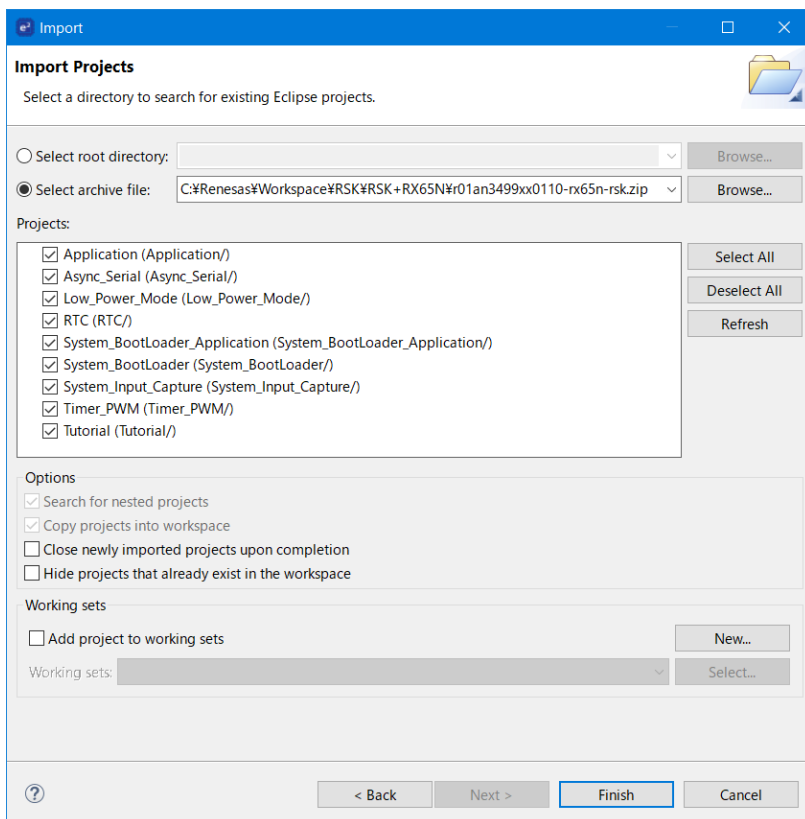 e² Import
Import Projects
Select a directory to search for existing Eclipse projects.
Select root directory: Browse...
Select archive file: C:¥Renesas¥Workspace¥RSK¥RSK+RX65N¥r01an3499xx0110-rx65n-rsk.zip Browse...
Projects:
Application (Application/) Select All
Async_Serial (Async_Serial/)
Low_Power_Mode (Low_Power_Mode/) Deselect All
RTC (RTC/) Refresh
System_BootLoader_Application (System_BootLoader_Application/)
System_BootLoader (System_BootLoader/)
System_Input_Capture (System_Input_Capture/)
Timer_PWM (Timer_PWM/)
Tutorial (Tutorial/)
Options
Search for nested projects
Copy projects into workspace
Close newly imported projects upon completion
Hide projects that already exist in the workspace
Working sets
Add project to working sets New...
Working sets: Select...
? < Back Next > Finish Cancel